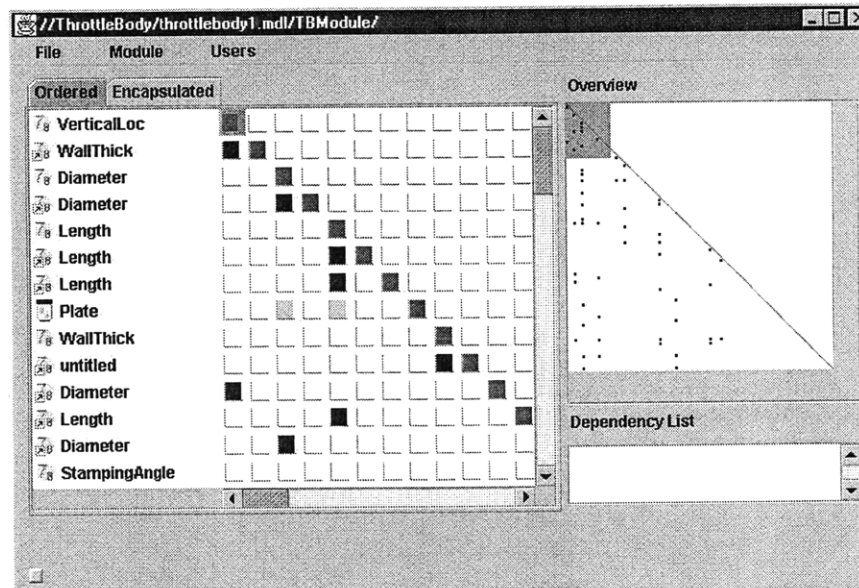 //ThrottleBody/throttlebody1.mdl/TBModule/
File Module Users
Ordered Encapsulated
Overview
VerticalLoc
WallThick
Diameter
Diameter
Length
Length
Length
Plate
WallThick
untitled
Diameter
Length
Diameter
StampingAngle
Dependency List